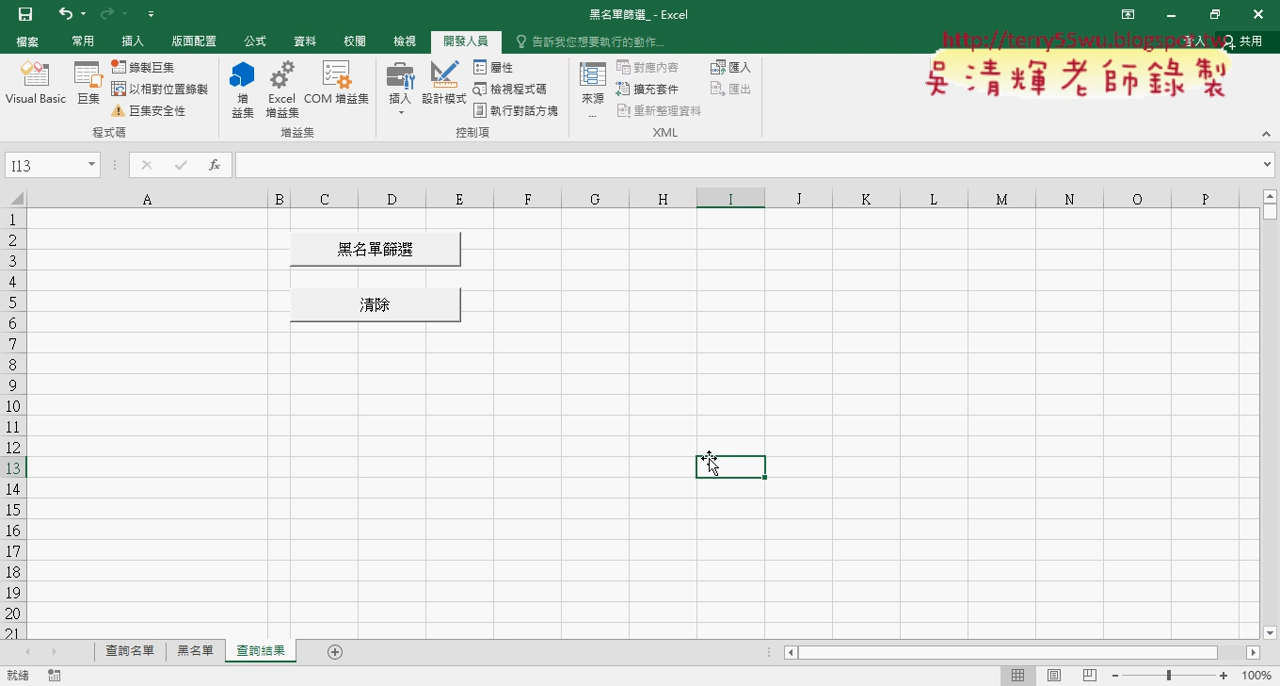 黑名單篩選_ - Excel
檔案 常用 插入 版面配置 公式 資料 校閱 檢視 開發人員 告訴我您想要執行的動作... 登入 共用
http://terry55wu.blogspot.tw
吳清輝老師錄製
Visual Basic 巨集 錄製巨集 以相對位置錄製 巨集安全性
程式碼
增益集 Excel 增益集 COM 增益集
增益集
插入 設計模式 屬性 檢視程式碼 執行對話方塊
控制項
來源... 對應內容 擴充套件 重新整理資料 匯入 匯出
XML
I13 fx
A B C D E F G H I J K L M N O P
1
2
3
4
5
6
7
8
9
10
11
12
13
14
15
16
17
18
19
20
21
黑名單篩選
清除
查詢名單 黑名單 查詢結果
就緒 100%